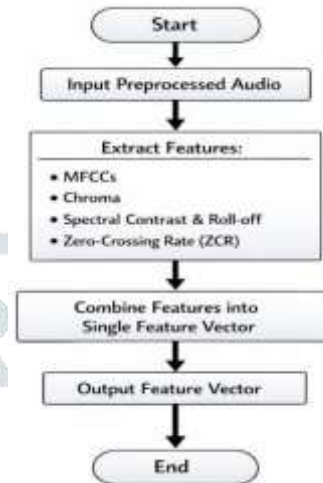 Start
Input Preprocessed Audio
Extract Features:
• MFCCs
• Chroma
• Spectral Contrast & Roll-off
• Zero-Crossing Rate (ZCR)
Combine Features into
Single Feature Vector
Output Feature Vector
End